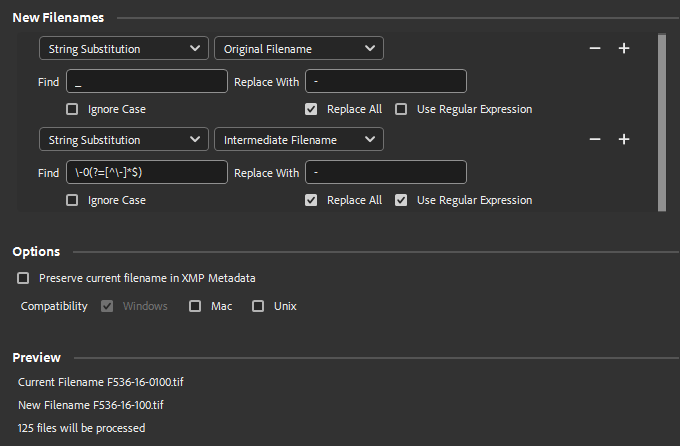 New Filenames
String Substitution Original Filename
Find _ Replace With -
Ignore Case Replace All Use Regular Expression
String Substitution Intermediate Filename
Find \-0(?=[^\-]*$) Replace With -
Ignore Case Replace All Use Regular Expression
Options
Preserve current filename in XMP Metadata
Compatibility Windows Mac Unix
Preview
Current Filename F536-16-0100.tif
New Filename F536-16-100.tif
125 files will be processed